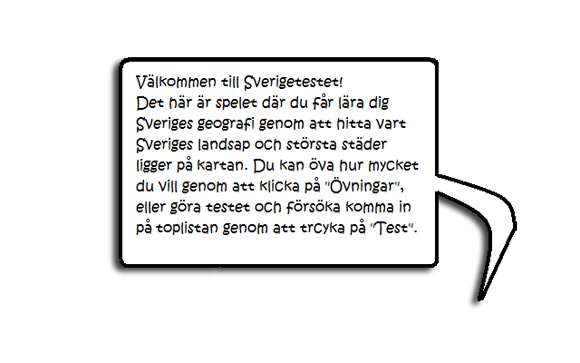 Välkommen till Sverigetestet!
Det här är spelet där du får lära dig
Sveriges geografi genom att hitta vart
Sveriges landsap och största städer
ligger på kartan. Du kan öva hur mycket
du vill genom att klicka på "Övningar",
eller göra testet och försöka komma in
på toplistan genom att trcyka på "Test".